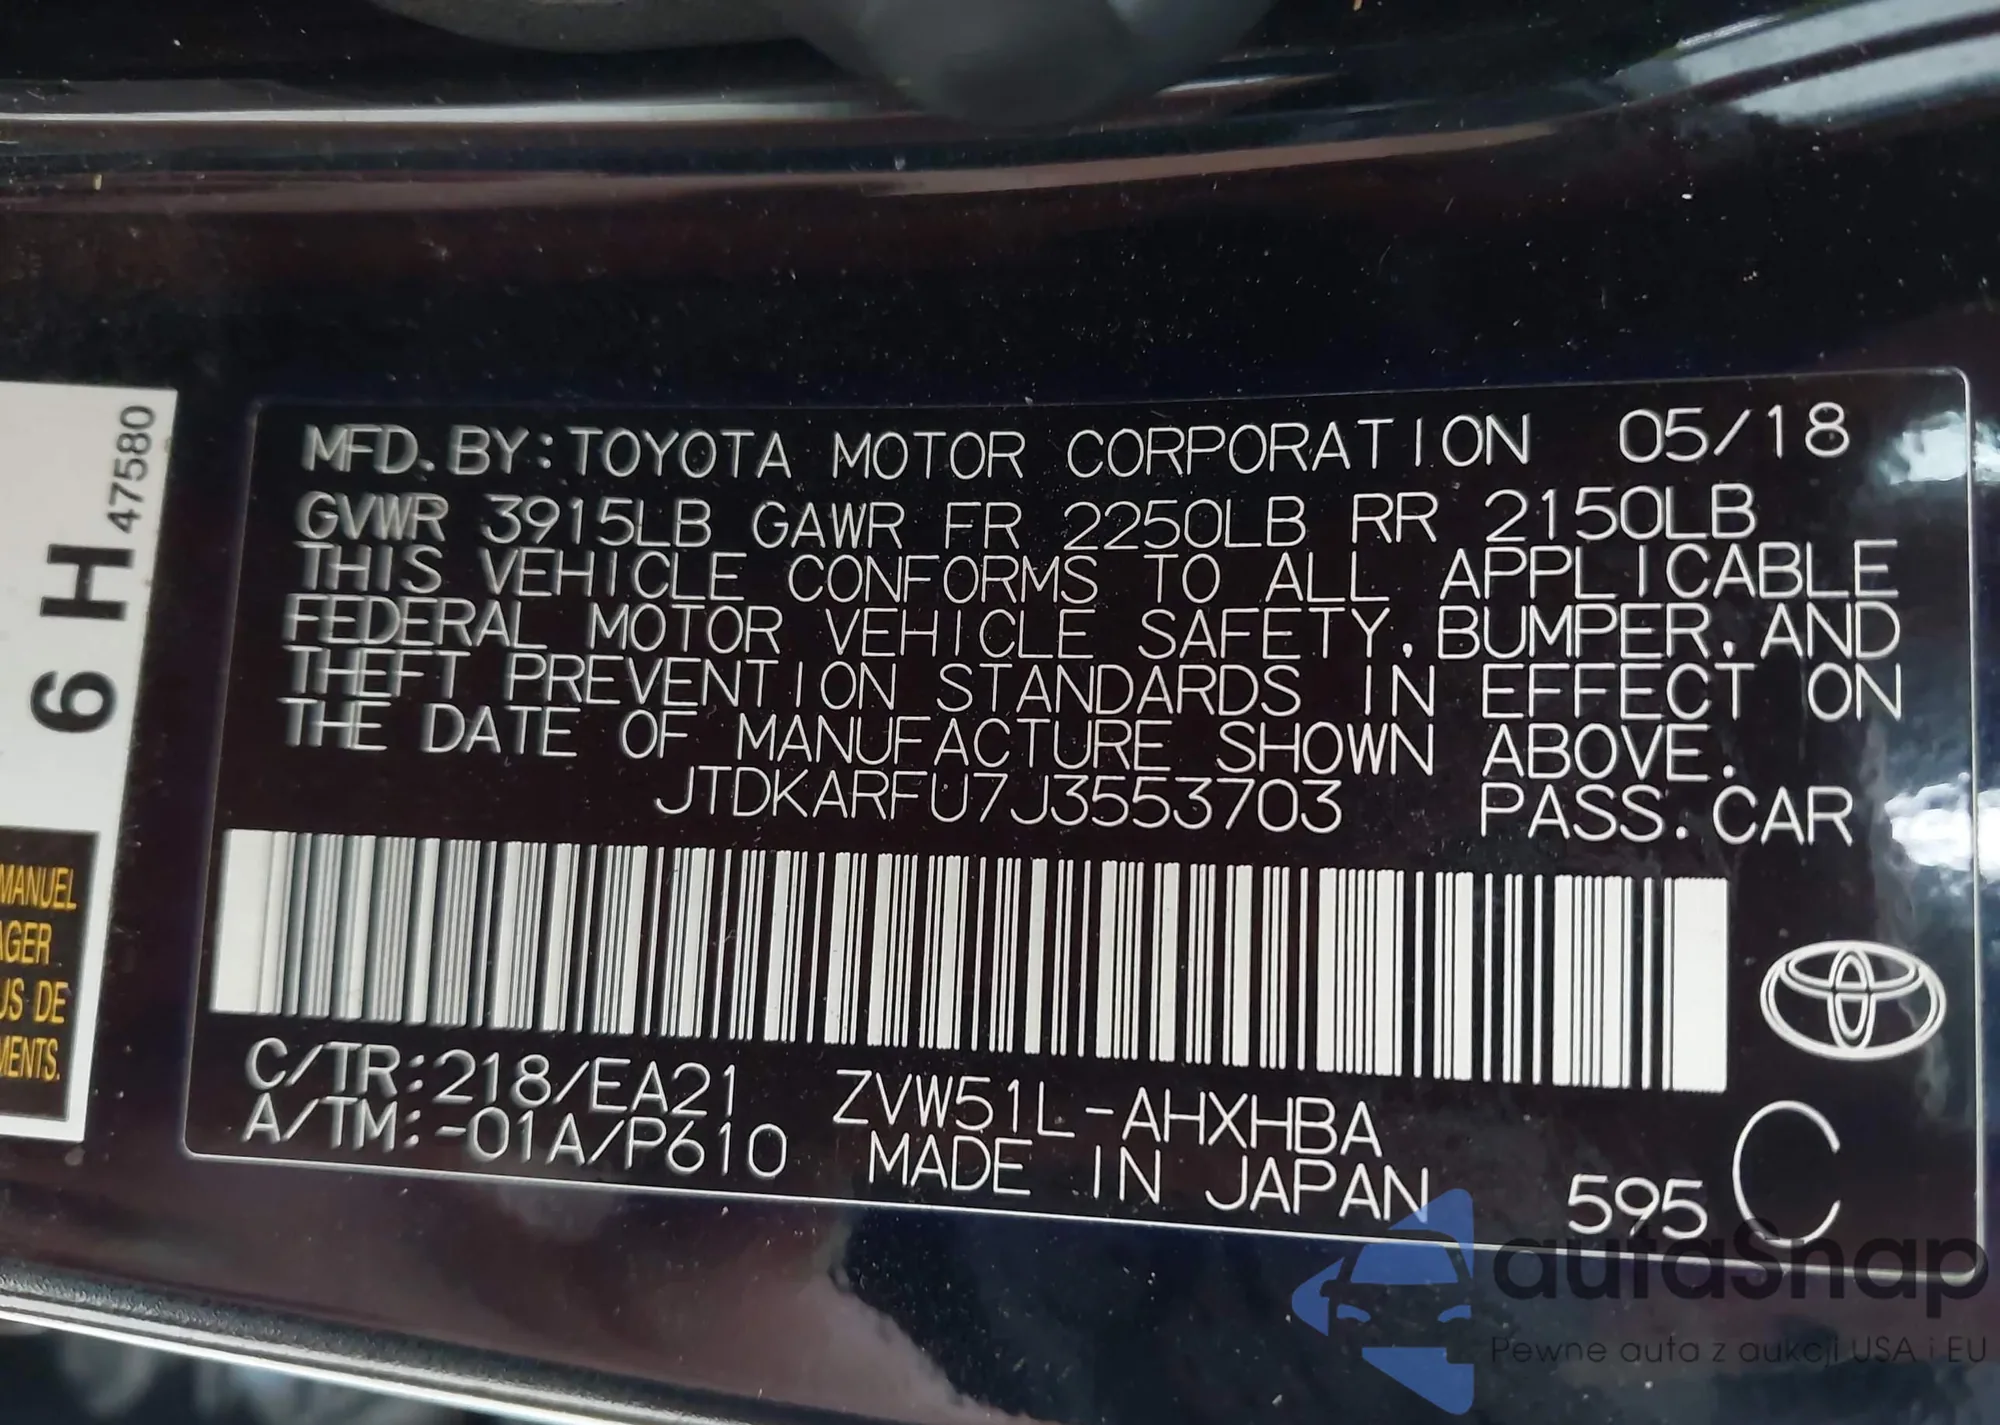 MFD. BY: TOYOTA MOTOR CORPORATION 05/18
GVWR 3915LB GAWR FR 2250LB RR 2150LB
THIS VEHICLE CONFORMS TO ALL APPLICABLE
FEDERAL MOTOR VEHICLE SAFETY, BUMPER, AND
THEFT PREVENTION STANDARDS IN EFFECT ON
THE DATE OF MANUFACTURE SHOWN ABOVE.
JTDKARFU7J3553703 PASS. CAR
C/TR:218/EA21 ZVW51L-AHXHBA
A/TM:-01A/P610 MADE IN JAPAN 595 C
6 H 47580
MANUEL
AGER
US DE
MENTS.
autaSnap
Pewne auta z aukcji USA i EU